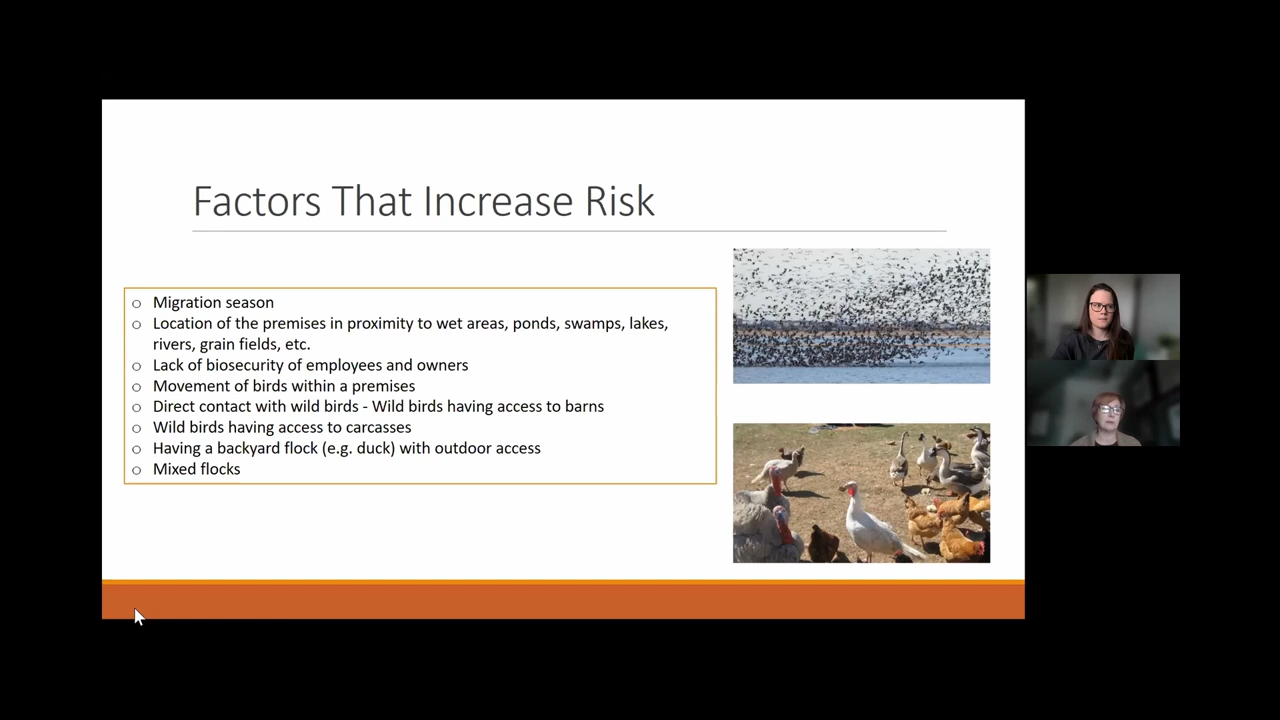 Factors That Increase Risk
o Migration season
o Location of the premises in proximity to wet areas, ponds, swamps, lakes,
rivers, grain fields, etc.
o Lack of biosecurity of employees and owners
o Movement of birds within a premises
o Direct contact with wild birds - Wild birds having access to barns
o Wild birds having access to carcasses
o Having a backyard flock (e.g. duck) with outdoor access
o Mixed flocks